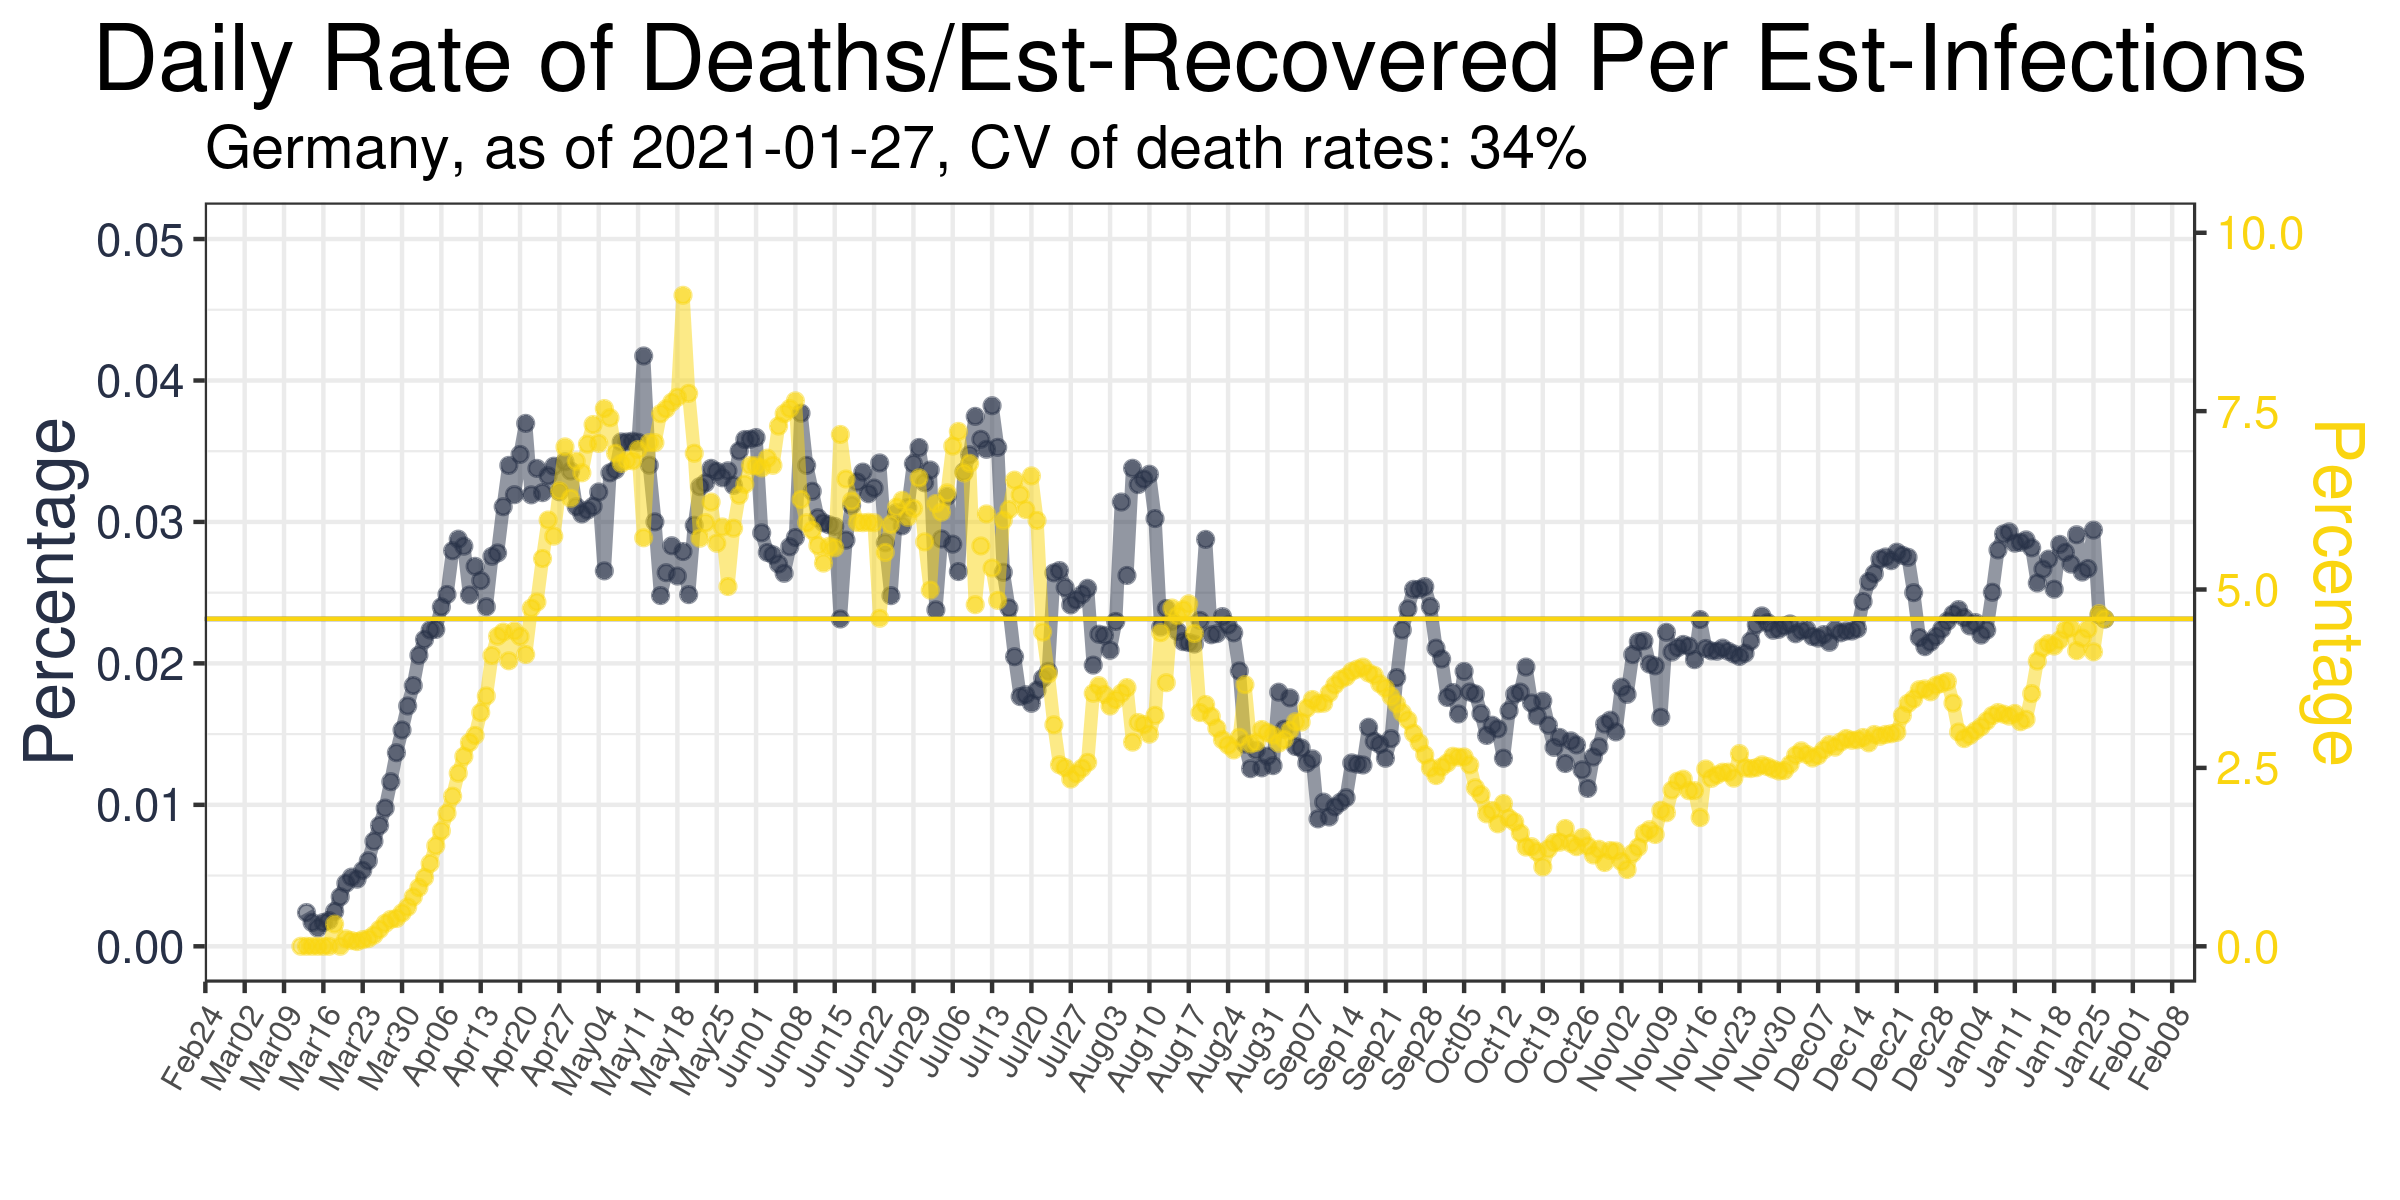 Daily Rate of Deaths/Est-Recovered Per Est-Infections
Germany, as of 2021-01-27, CV of death rates: 34%
Percentage
0.05
0.04
0.03
0.02
0.01
0.00
10.0
7.5
5.0
2.5
0.0
Percentage
Feb24
Mar02
Mar09
Mar16
Mar23
Mar30
Apr06
Apr13
Apr20
Apr27
May04
May11
May18
May25
Jun01
Jun08
Jun15
Jun22
Jun29
Jul06
Jul13
Jul20
Jul27
Aug03
Aug10
Aug17
Aug24
Aug31
Sep07
Sep14
Sep21
Sep28
Oct05
Oct12
Oct19
Oct26
Nov02
Nov09
Nov16
Nov23
Nov30
Dec07
Dec14
Dec21
Dec28
Jan04
Jan11
Jan18
Jan25
Feb01
Feb08